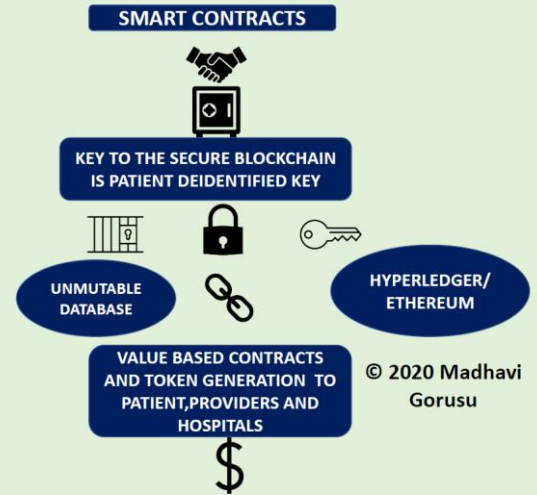 SMART CONTRACTS
KEY TO THE SECURE BLOCKCHAIN
IS PATIENT DEIDENTIFIED KEY
UNMUTABLE
DATABASE
HYPERLEDGER/
ETHEREUM
VALUE BASED CONTRACTS
AND TOKEN GENERATION TO
PATIENT,PROVIDERS AND
HOSPITALS
© 2020 Madhavi
Gorusu
$